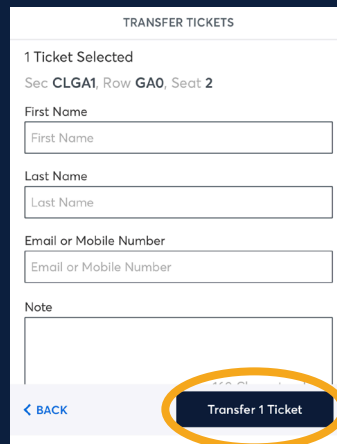 TRANSFER TICKETS
1 Ticket Selected
Sec CLGA1, Row GA0, Seat 2
First Name
First Name
Last Name
Last Name
Email or Mobile Number
Email or Mobile Number
Note
BACK
Transfer 1 Ticket